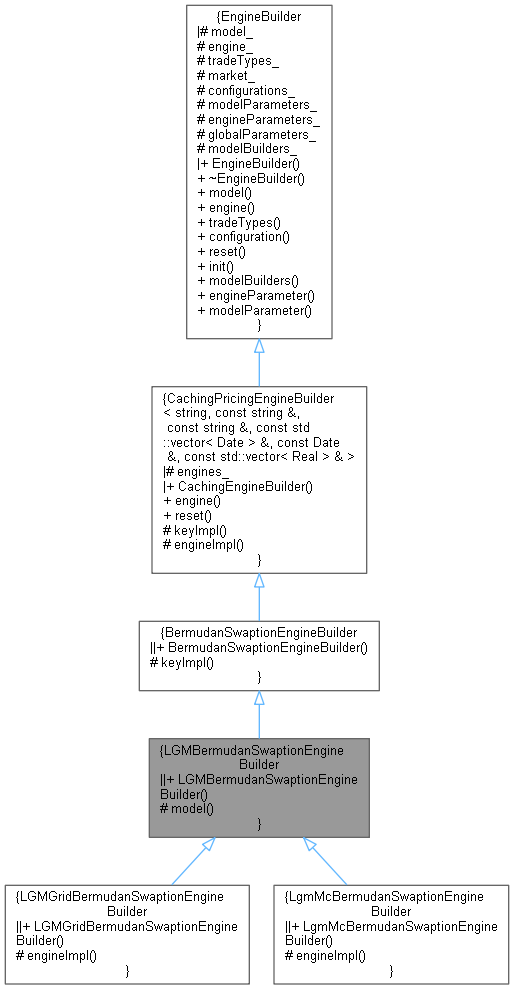 {EngineBuilder
|# model_
# engine_
# tradeTypes_
# market_
# configurations_
# modelParameters_
# engineParameters_
# globalParameters_
# modelBuilders_
|+ EngineBuilder()
+ ~EngineBuilder()
+ model()
+ engine()
+ tradeTypes()
+ configuration()
+ reset()
+ init()
+ modelBuilders()
+ engineParameter()
+ modelParameter()
}
{CachingPricingEngineBuilder
< string, const string &,
const string &, const std
::vector< Date > &, const Date
&, const std::vector< Real > & >
|# engines_
|+ CachingEngineBuilder()
+ engine()
+ reset()
# keyImpl()
# engineImpl()
}
{BermudanSwaptionEngineBuilder
||+ BermudanSwaptionEngineBuilder()
# keyImpl()
}
{LGMBermudanSwaptionEngine
Builder
||+ LGMBermudanSwaptionEngine
Builder()
# model()
}
{LGMGridBermudanSwaptionEngine
Builder
||+ LGMGridBermudanSwaptionEngine
Builder()
# engineImpl()
}
{LgmMcBermudanSwaptionEngine
Builder
||+ LgmMcBermudanSwaptionEngine
Builder()
# engineImpl()
}